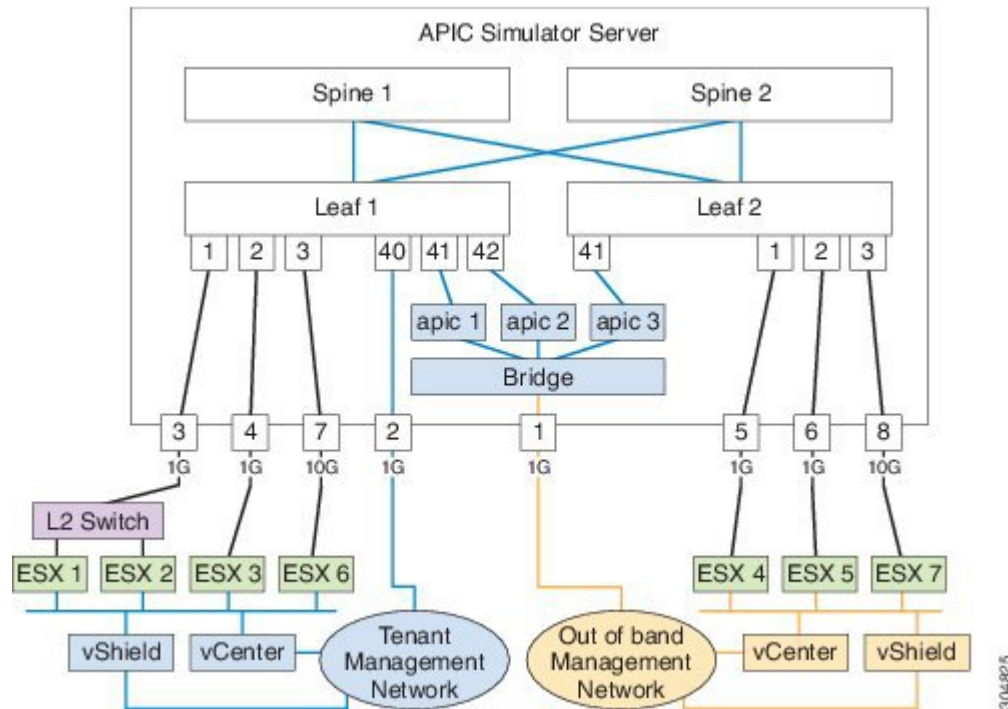 APIC Simulator Server
Spine 1
Spine 2
Leaf 1
Leaf 2
1 2 3 40 41 42 41 1 2 3
apic 1 apic 2 apic 3
Bridge
3 4 7 2 1 5 6 8
1G 1G 10G 1G 1G 1G 1G 10G
L2 Switch
ESX 1 ESX 2 ESX 3 ESX 6 ESX 4 ESX 5 ESX 7
vShield
vCenter
Tenant
Management
Network
Out of band
Management
Network
vCenter
vShield